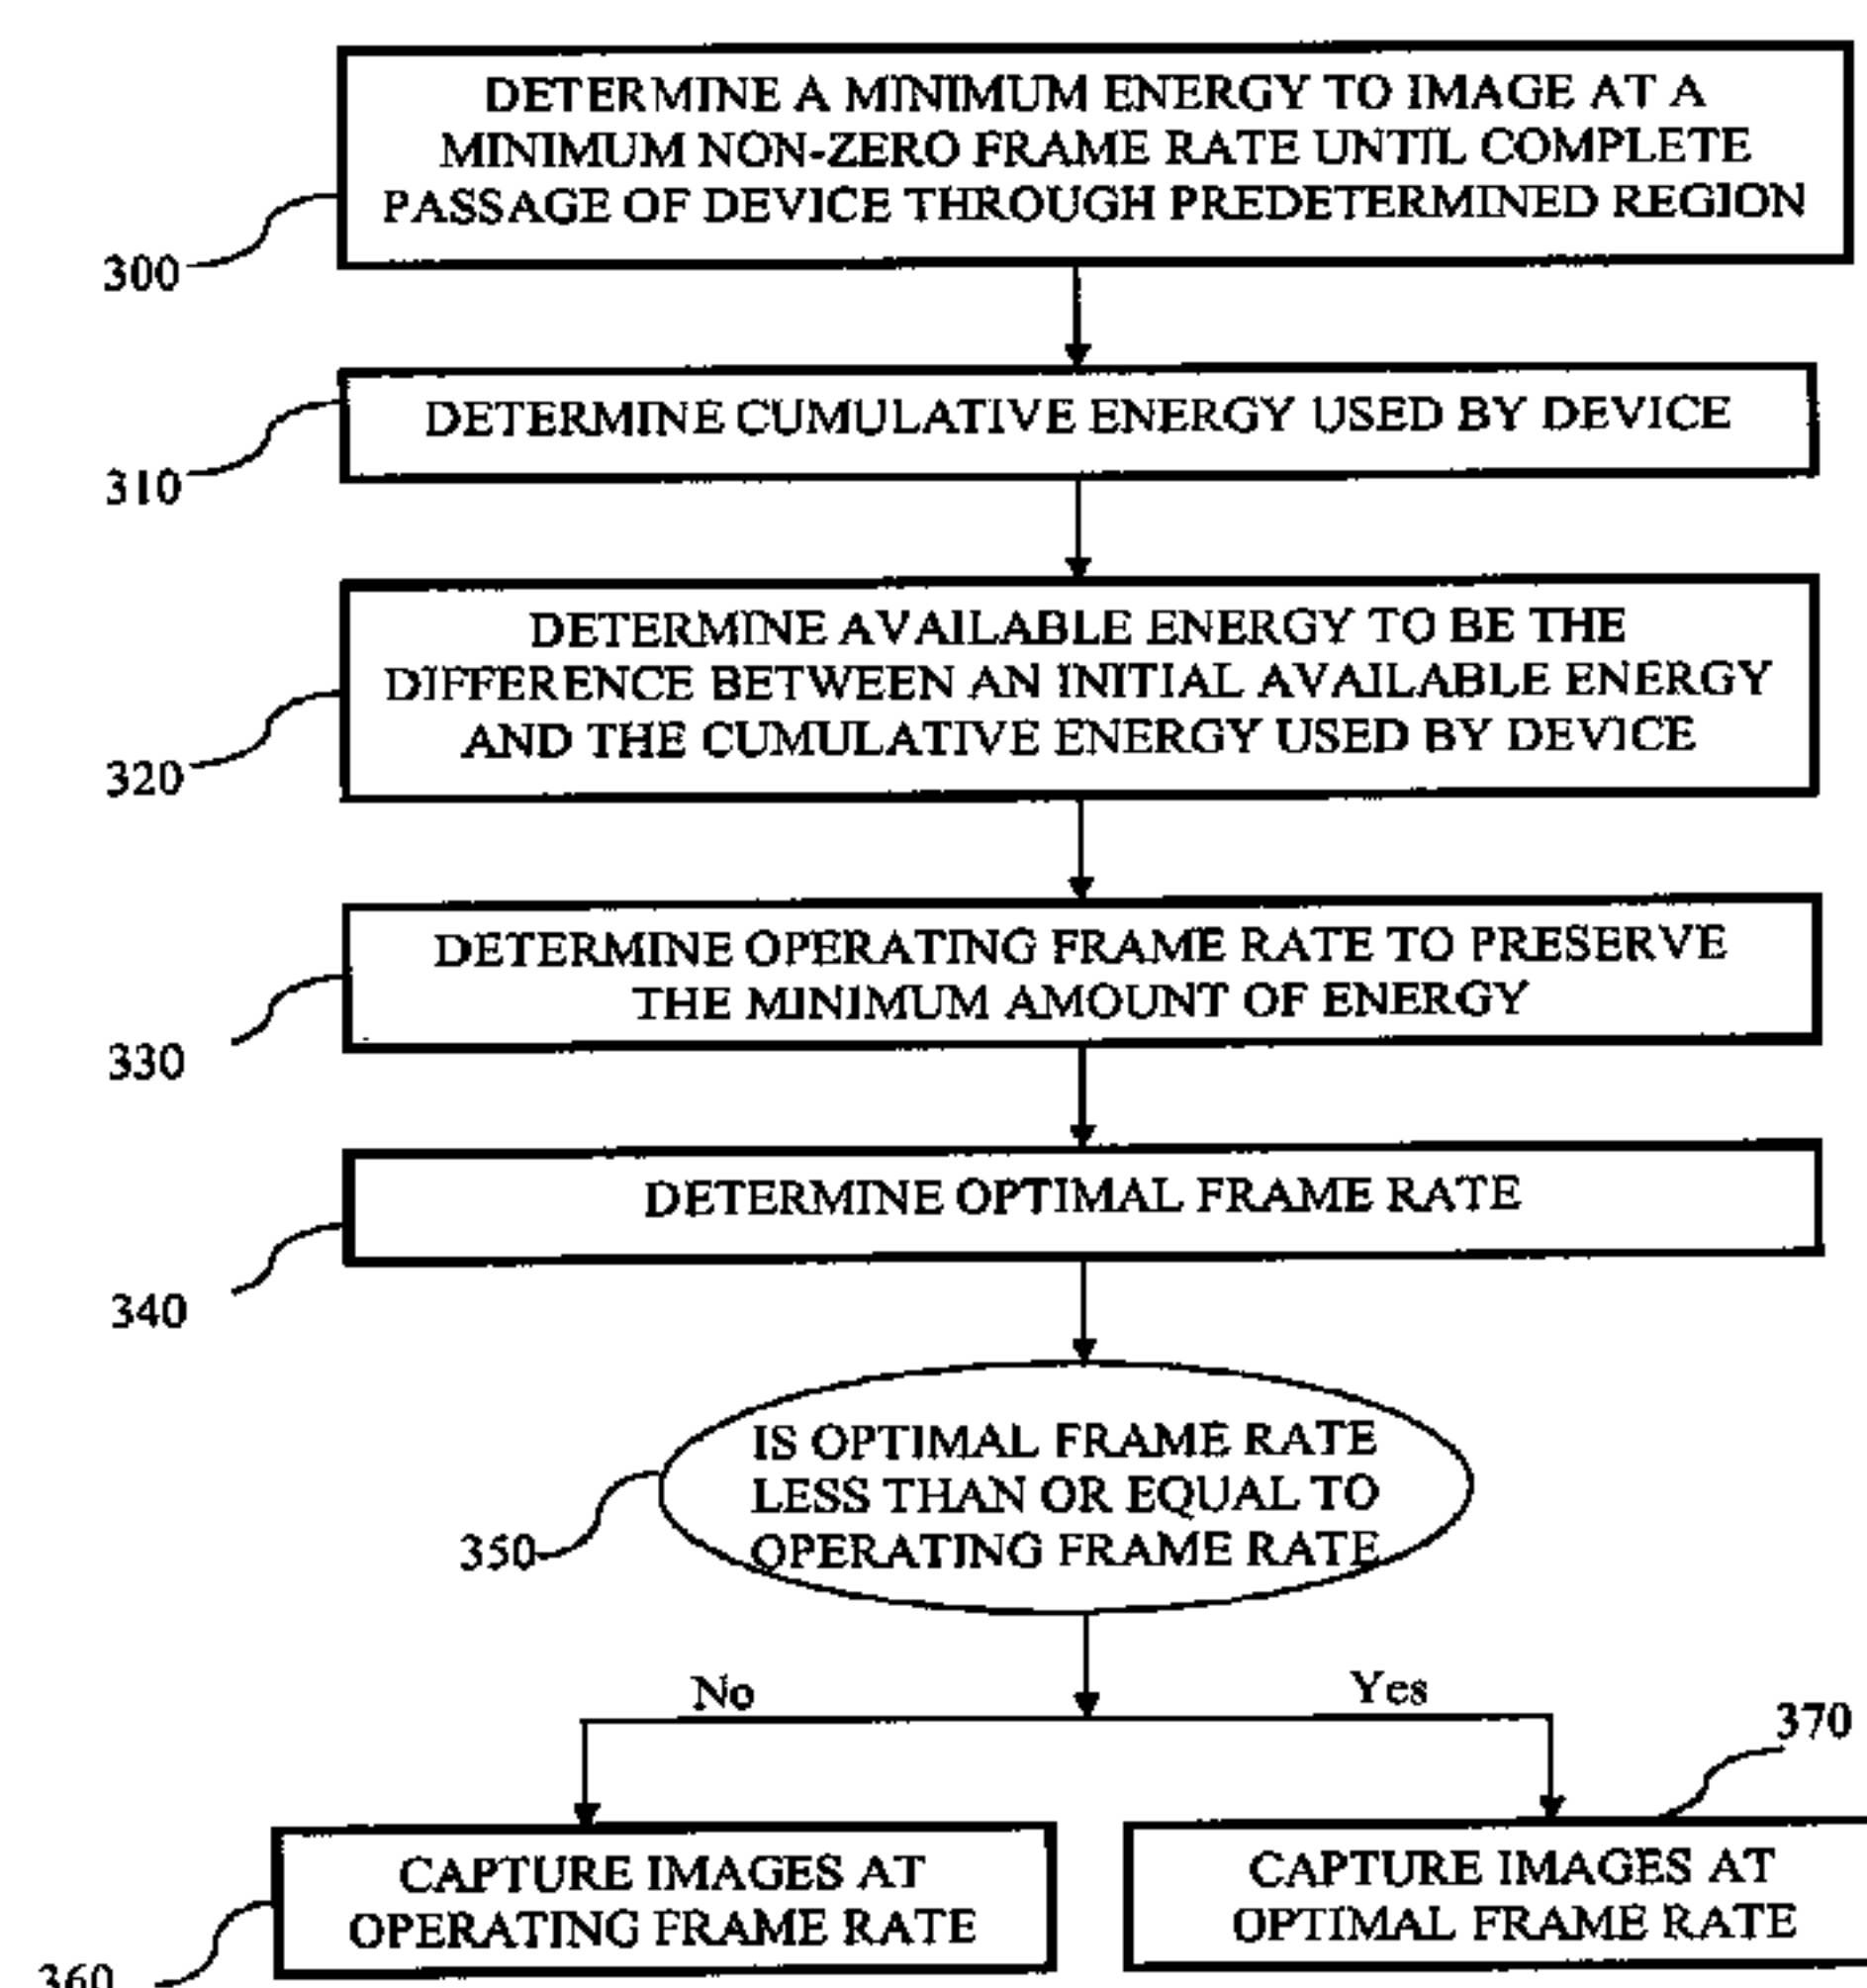 DETERMINE A MINIMUM ENERGY TO IMAGE AT A
MINIMUM NON-ZERO FRAME RATE UNTIL COMPLETE
PASSAGE OF DEVICE THROUGH PREDETERMINED REGION
300
DETERMINE CUMULATIVE ENERGY USED BY DEVICE
310
DETERMINE AVAILABLE ENERGY TO BE THE
DIFFERENCE BETWEEN AN INITIAL AVAILABLE ENERGY
AND THE CUMULATIVE ENERGY USED BY DEVICE
320
DETERMINE OPERATING FRAME RATE TO PRESERVE
THE MINIMUM AMOUNT OF ENERGY
330
DETERMINE OPTIMAL FRAME RATE
340
IS OPTIMAL FRAME RATE
LESS THAN OR EQUAL TO
OPERATING FRAME RATE
350
No
Yes
370
CAPTURE IMAGES AT
OPERATING FRAME RATE
CAPTURE IMAGES AT
OPTIMAL FRAME RATE
360